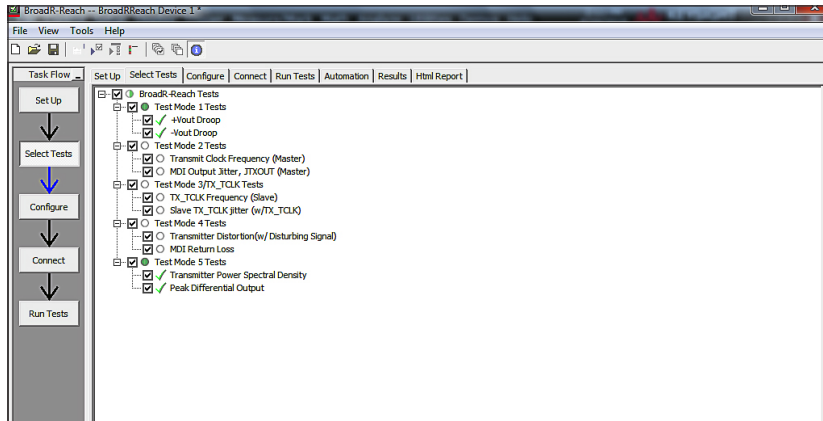 BroadR-Reach -- BroadRReach Device 1 *
File View Tools Help
Task Flow
Set Up Select Tests Configure Connect Run Tests Automation Results Html Report
Set Up
Select Tests
Configure
Connect
Run Tests
BroadR-Reach Tests
Test Mode 1 Tests
+Vout Droop
-Vout Droop
Test Mode 2 Tests
Transmit Clock Frequency (Master)
MDI Output Jitter, JTXOUT (Master)
Test Mode 3/TX_TCLK Tests
TX_TCLK Frequency (Slave)
Slave TX_TCLK jitter (w/TX_TCLK)
Test Mode 4 Tests
Transmitter Distortion(w/ Disturbing Signal)
MDI Return Loss
Test Mode 5 Tests
Transmitter Power Spectral Density
Peak Differential Output